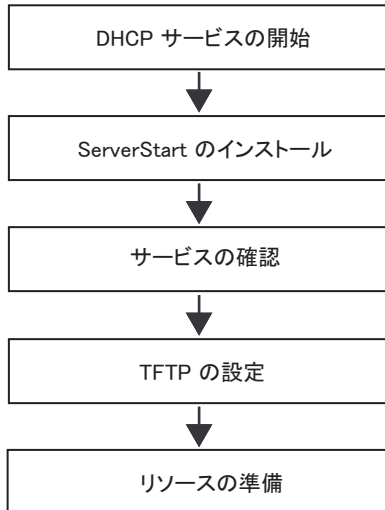 DHCP サービスの開始
ServerStart のインストール
サービスの確認
TFTP の設定
リソースの準備